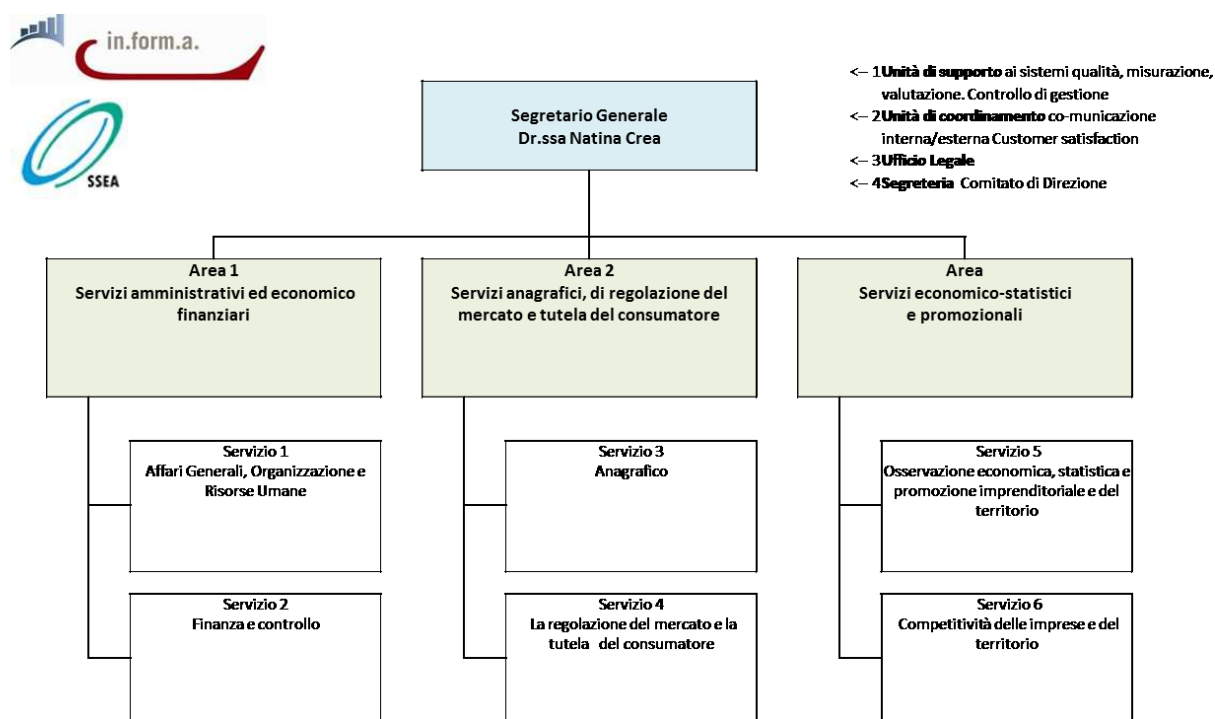 in.form.a.
SSEA
Segretario Generale
Dr.ssa Natina Crea
<-- 1 Unità di supporto ai sistemi qualità, misurazione,
valutazione. Controllo di gestione
<-- 2 Unità di coordinamento co-municazione
interna/esterna Customer satisfaction
<-- 3 Ufficio Legale
<-- 4 Segreteria Comitato di Direzione
Area 1
Servizi amministrativi ed economico
finanziari
Area 2
Servizi anagrafici, di regolazione del
mercato e tutela del consumatore
Area
Servizi economico-statistici
e promozionali
Servizio 1
Affari Generali, Organizzazione e
Risorse Umane
Servizio 3
Anagrafico
Servizio 5
Osservazione economica, statistica e
promozione imprenditoriale e del
territorio
Servizio 2
Finanza e controllo
Servizio 4
La regolazione del mercato e la
tutela del consumatore
Servizio 6
Competitività delle imprese e del
territorio